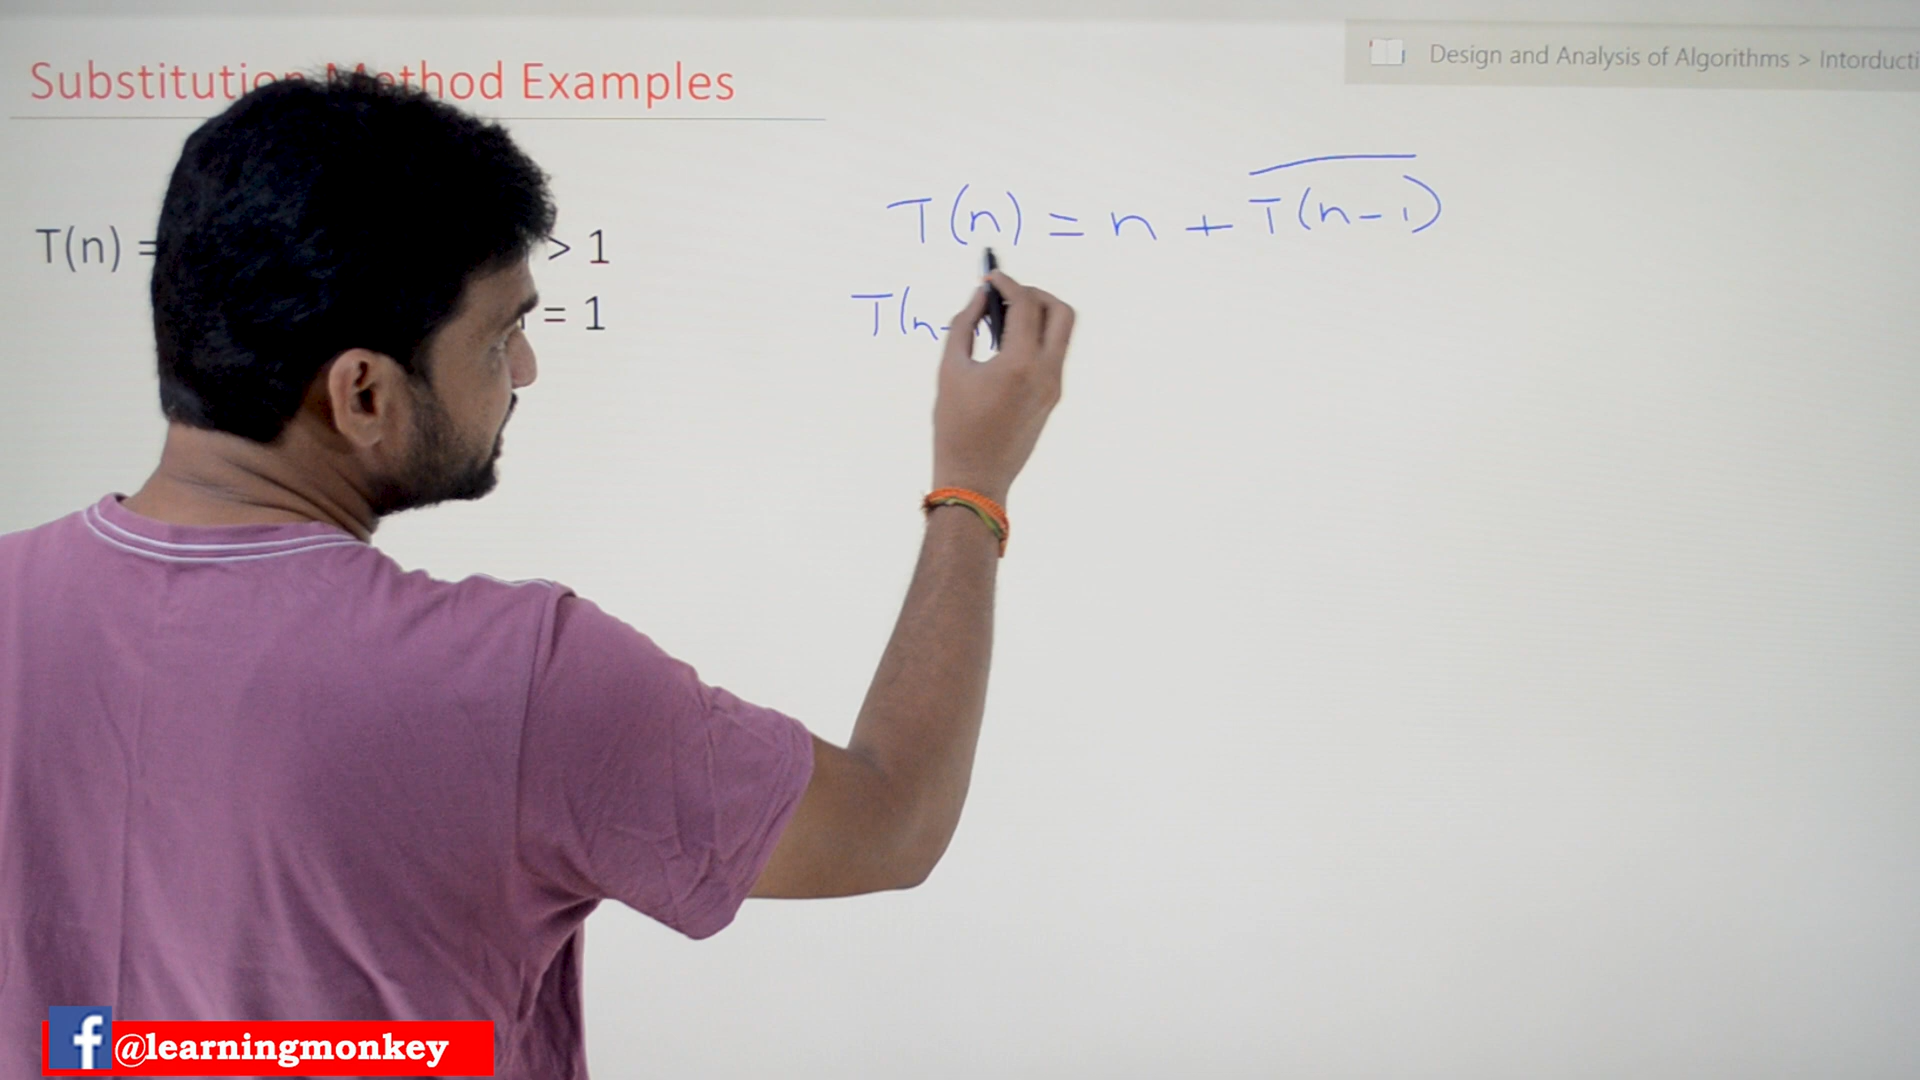 Design and Analysis of Algorithms > Intorducti
Substitution Method Examples
T(n) = > 1
= 1
T(n) = n + T(n-1)
T(n-
@learningmonkey